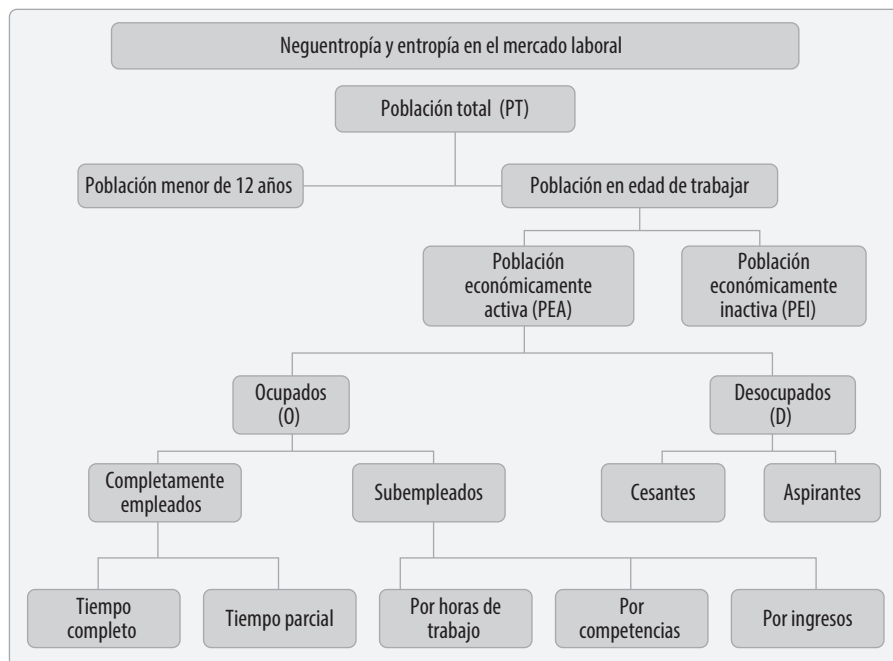 Neguentropía y entropía en el mercado laboral
Población total (PT)
Población menor de 12 años
Población en edad de trabajar
Población
económicamente
activa (PEA)
Población
económicamente
inactiva (PEI)
Ocupados
(O)
Desocupados
(D)
Completamente
empleados
Subempleados
Cesantes
Aspirantes
Tiempo
completo
Tiempo parcial
Por horas de
trabajo
Por
competencias
Por ingresos